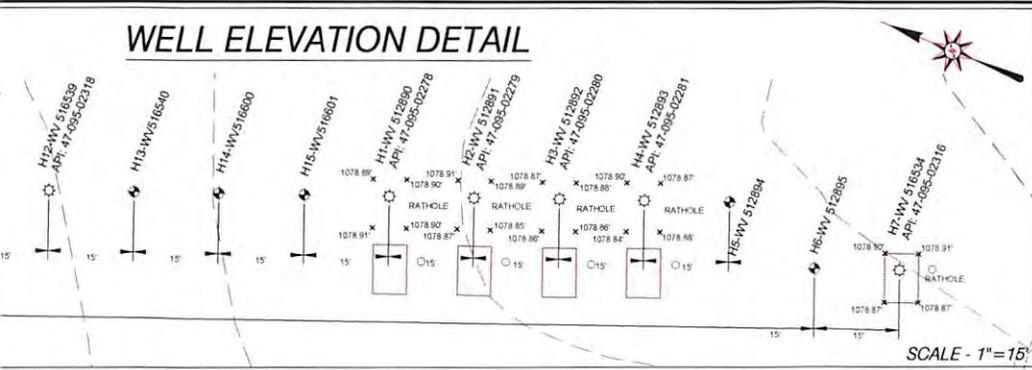 WELL ELEVATION DETAIL
H12-WV 516539
API: 47-095-02318
H13-WV516540
H14-WV516600
H15-WV516601
H1-WV 512890
API: 47-095-02278
H2-WV 512891
API: 47-095-02279
H3-WV 512892
API: 47-095-02280
H4-WV 512893
API: 47-095-02281
H5-WV 512894
H6-WV 512895
H7-WV 516534
API: 47-095-02316
1078.89'
1078.90'
1078.91'
1078.89'
1078.87'
1078.88'
1078.90'
1078.87'
RATHOLE
RATHOLE
RATHOLE
RATHOLE
1078.91'
1078.90'
1078.87'
1078.85'
1078.86'
1078.86'
1078.84'
1078.88'
1078.90'
1078.91'
RATHOLE
1078.87'
1078.87'
15'
15'
15'
15'
15'
15'
15'
15'
15'
15'
15'
SCALE - 1"=15'